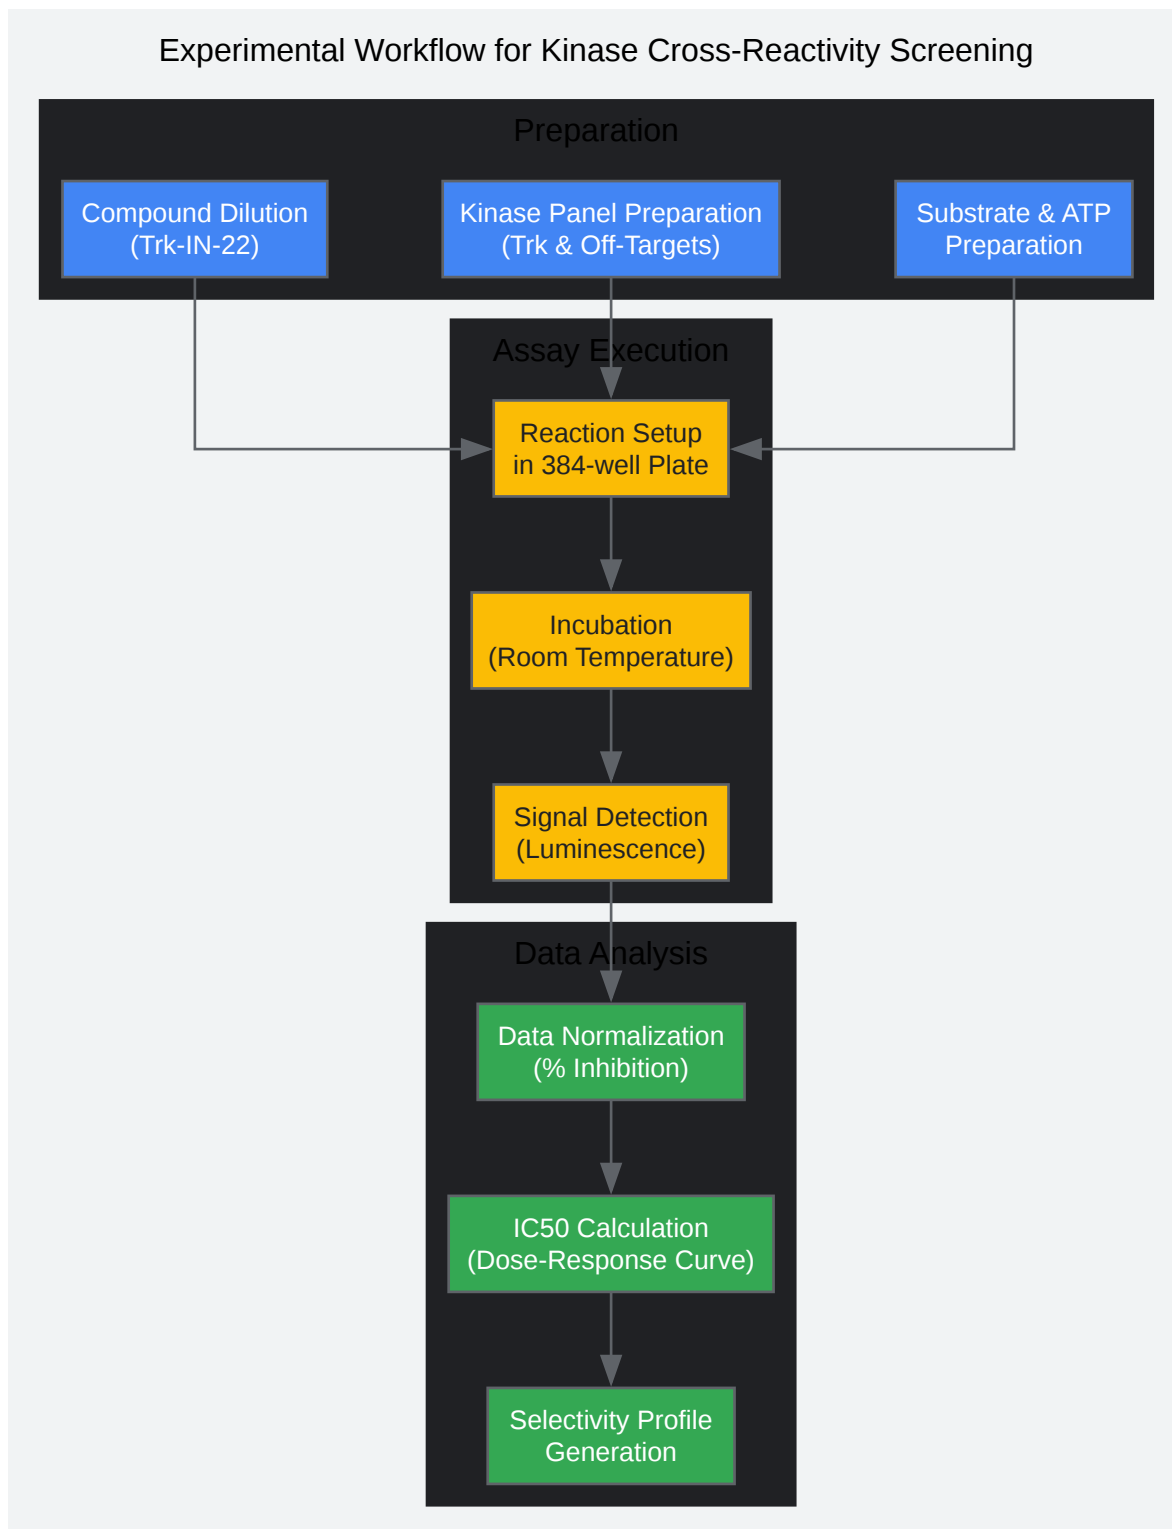 Experimental Workflow for Kinase Cross-Reactivity Screening
Preparation
Compound Dilution
(Trk-IN-22)
Kinase Panel Preparation
(Trk & Off-Targets)
Substrate & ATP
Preparation
Assay Execution
Reaction Setup
in 384-well Plate
Incubation
(Room Temperature)
Signal Detection
(Luminescence)
Data Analysis
Data Normalization
(% Inhibition)
IC50 Calculation
(Dose-Response Curve)
Selectivity Profile
Generation